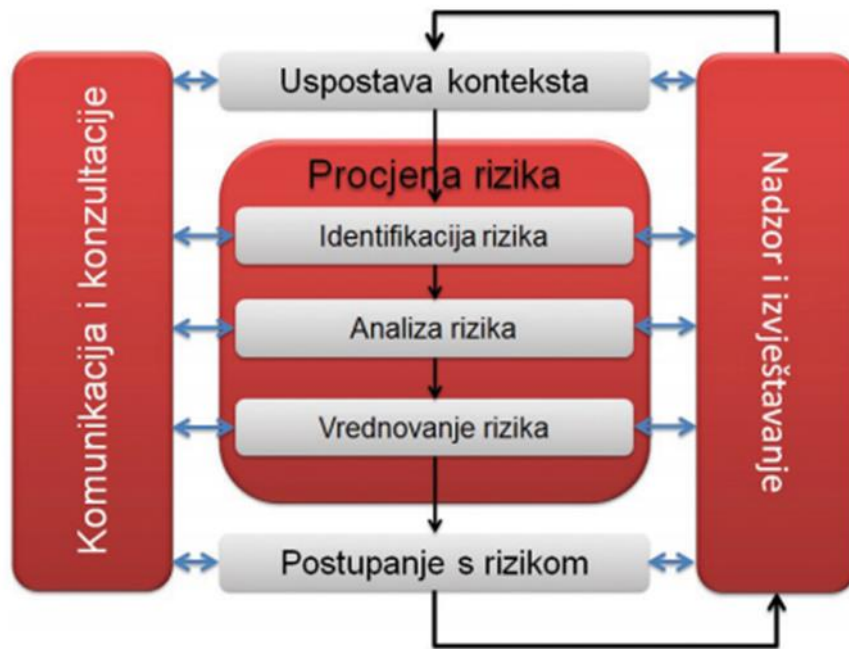 Komunikacija i konzultacije
Uspostava konteksta
Procjena rizika
Identifikacija rizika
Analiza rizika
Vrednovanje rizika
Postupanje s rizikom
Nadzor i izvještavanje